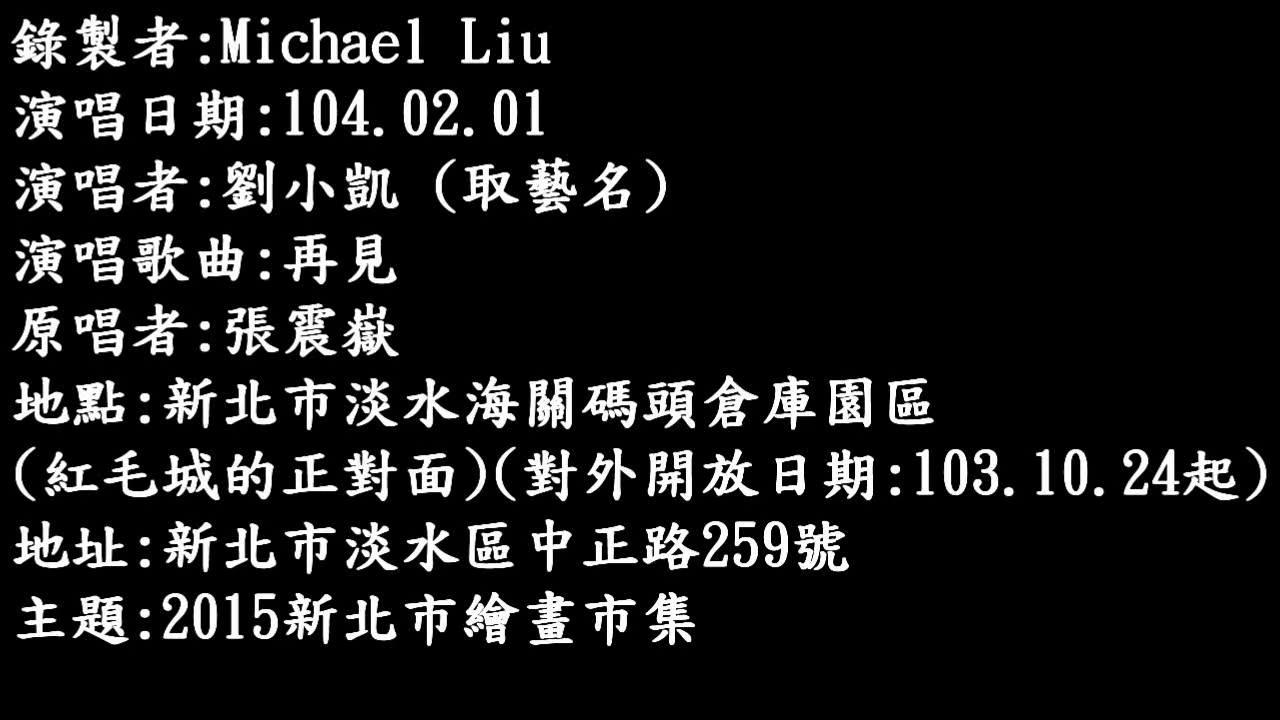 錄製者:Michael Liu
演唱日期:104.02.01
演唱者:劉小凱 (取藝名)
演唱歌曲:再見
原唱者:張震嶽
地點:新北市淡水海關碼頭倉庫園區
(紅毛城的正對面)(對外開放日期:103.10.24起)
地址:新北市淡水區中正路259號
主題:2015新北市繪畫市集